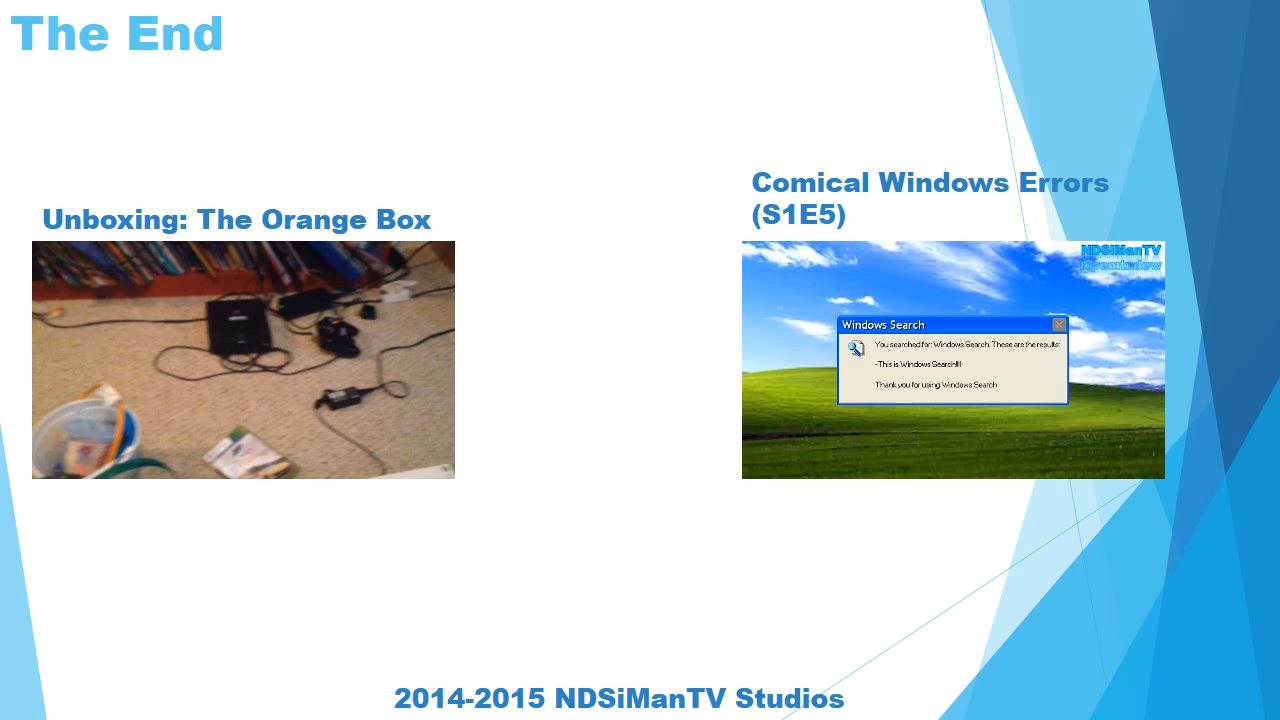 The End
Unboxing: The Orange Box
Comical Windows Errors
(S1E5)
NDSiManTV
Windows Search
You searched for: Windows Search. These are the results:
-This is Windows Search!!!!
Thank you for using Windows Search
2014-2015 NDSiManTV Studios